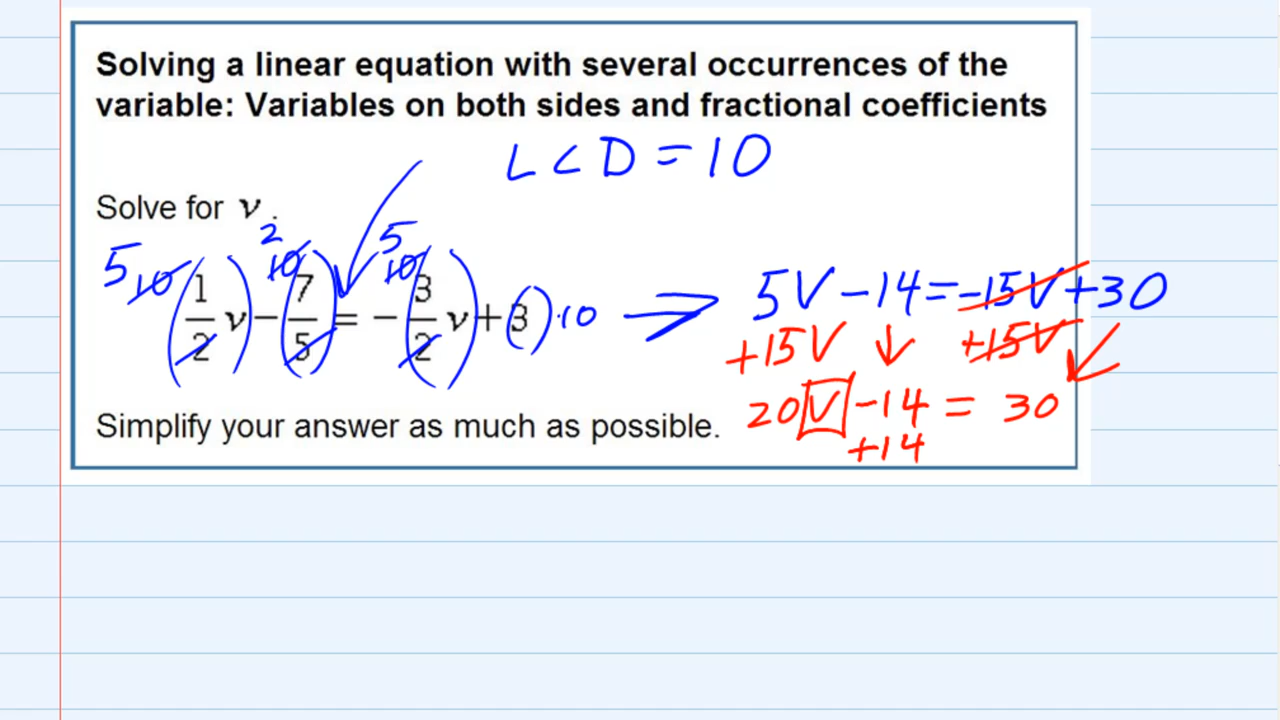 Solving a linear equation with several occurrences of the
variable: Variables on both sides and fractional coefficients
LCD = 10
Solve for v.
5 10 (1/2 v) - 2 10 (7/5) = - 5 10 (3/2 v) + (3) · 10 ⇒ 5V - 14 = -15V + 30
+15V ↓ +15V
20V - 14 = 30
+14
Simplify your answer as much as possible.